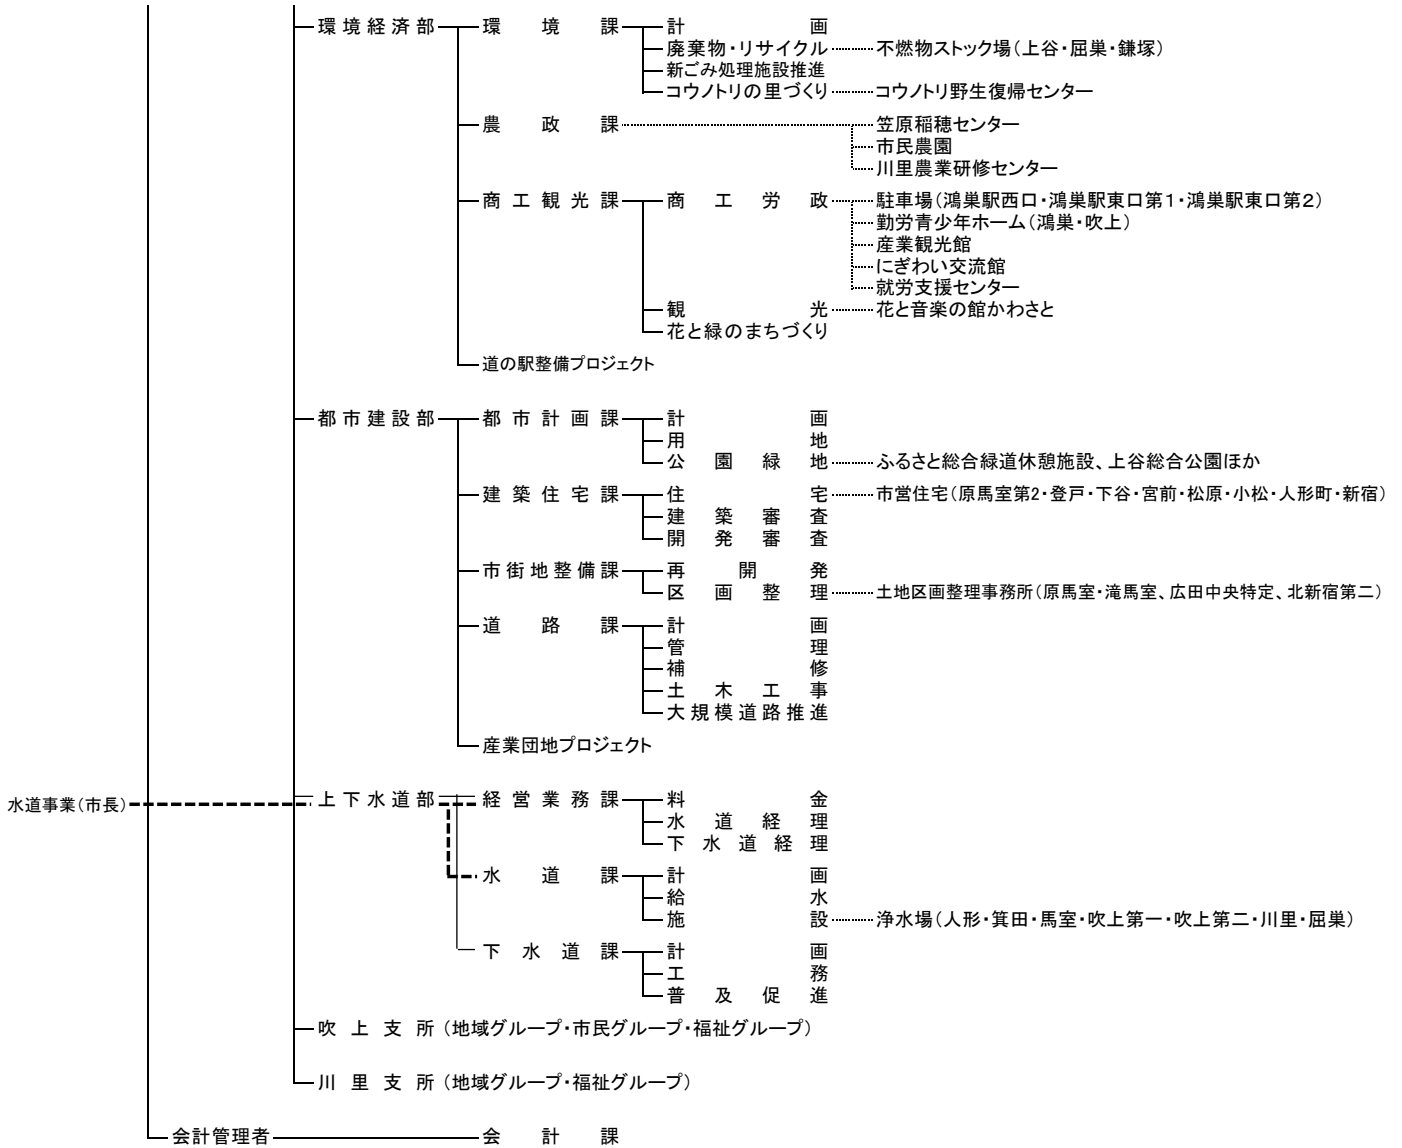 環境経済部 環境課 計画
廃棄物・リサイクル 不燃物ストック場(上谷・屈巣・鎌塚)
新ごみ処理施設推進
コウノトリの里づくり コウノトリ野生復帰センター
農政課 笠原稲穂センター
市民農園
川里農業研修センター
商工観光課 商工労政 駐車場(鴻巣駅西口・鴻巣駅東口第1・鴻巣駅東口第2)
勤労青少年ホーム(鴻巣・吹上)
産業観光館
にぎわい交流館
就労支援センター
観光 花と音楽の館かわさと
花と緑のまちづくり
道の駅整備プロジェクト
都市建設部 都市計画課 計画
用地
公園緑地 ふるさと総合緑道休憩施設、上谷総合公園ほか
建築住宅課 住宅 市営住宅(原馬室第2・登戸・下谷・宮前・松原・小松・人形町・新宿)
建築審査
開発審査
市街地整備課 再開発
区画整理 土地区画整理事務所(原馬室・滝馬室、広田中央特定、北新宿第二)
道路課 計画
管理
補修
土木工事
大規模道路推進
産業団地プロジェクト
水道事業(市長) 上下水道部 経営業務課 料金
水道経理
下水道経理
水道課 計画
給水
施設 浄水場(人形・箕田・馬室・吹上第一・吹上第二・川里・屈巣)
下水道課 計画
工務
普及促進
吹上支所(地域グループ・市民グループ・福祉グループ)
川里支所(地域グループ・福祉グループ)
会計管理者 会計課